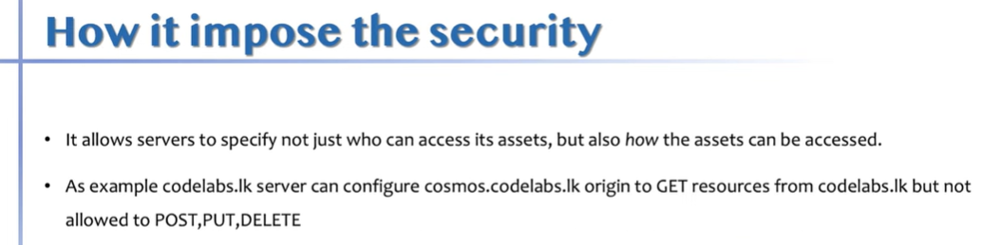 How it impose the security
• It allows servers to specify not just who can access its assets, but also how the assets can be accessed.
• As example codelabs.lk server can configure cosmos.codelabs.lk origin to GET resources from codelabs.lk but not
allowed to POST,PUT,DELETE